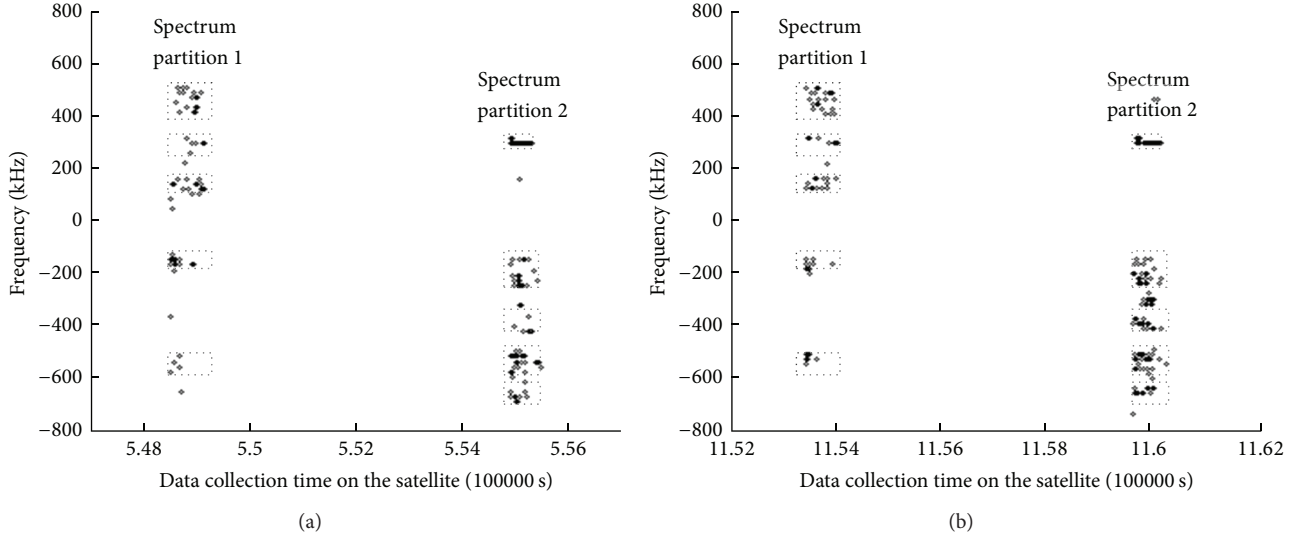 800
600
400
200
0
−200
−400
−600
−800
Frequency (kHz)
Spectrum
partition 1
Spectrum
partition 2
5.48
5.5
5.52
5.54
5.56
Data collection time on the satellite (100000 s)
(a)
800
600
400
200
0
−200
−400
−600
−800
Frequency (kHz)
Spectrum
partition 1
Spectrum
partition 2
11.52
11.54
11.56
11.58
11.6
11.62
Data collection time on the satellite (100000 s)
(b)